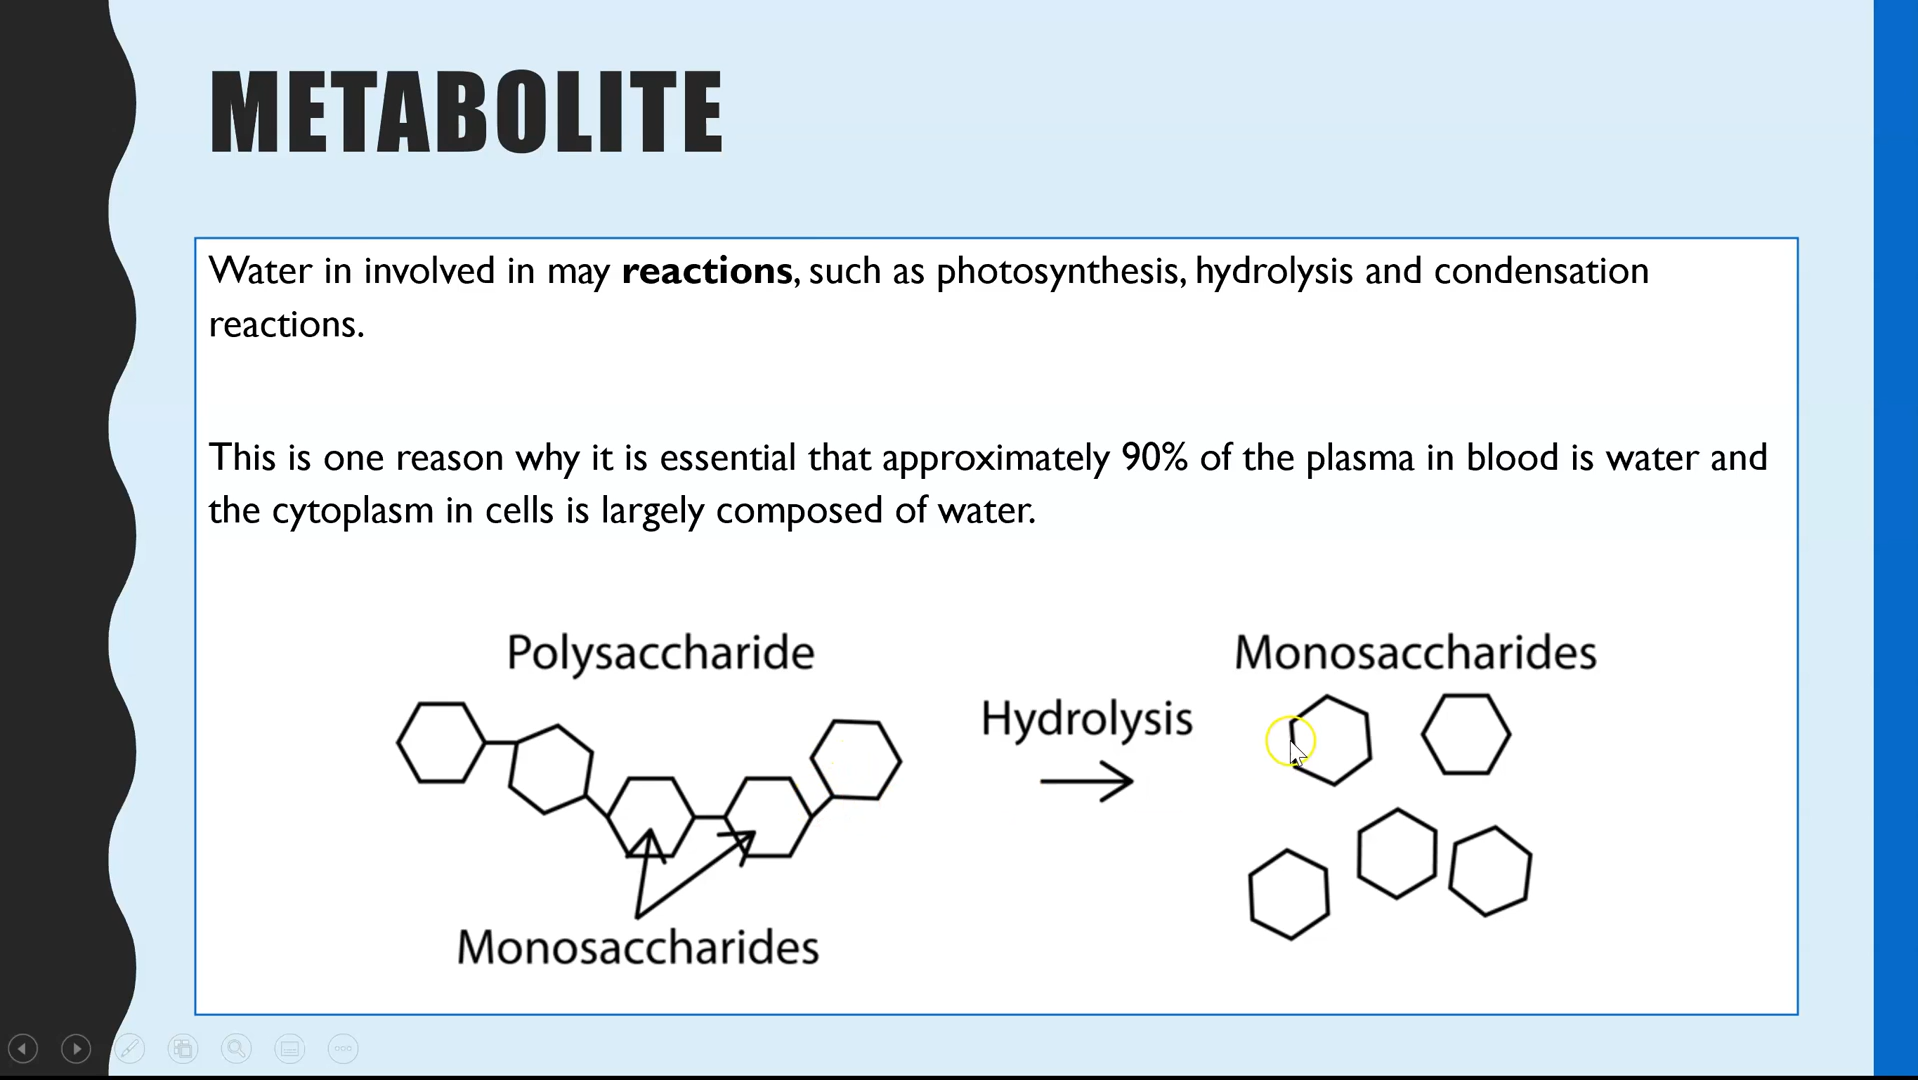 METABOLITE
Water in involved in may reactions, such as photosynthesis, hydrolysis and condensation
reactions.
This is one reason why it is essential that approximately 90% of the plasma in blood is water and
the cytoplasm in cells is largely composed of water.
Polysaccharide
Hydrolysis
Monosaccharides
Monosaccharides